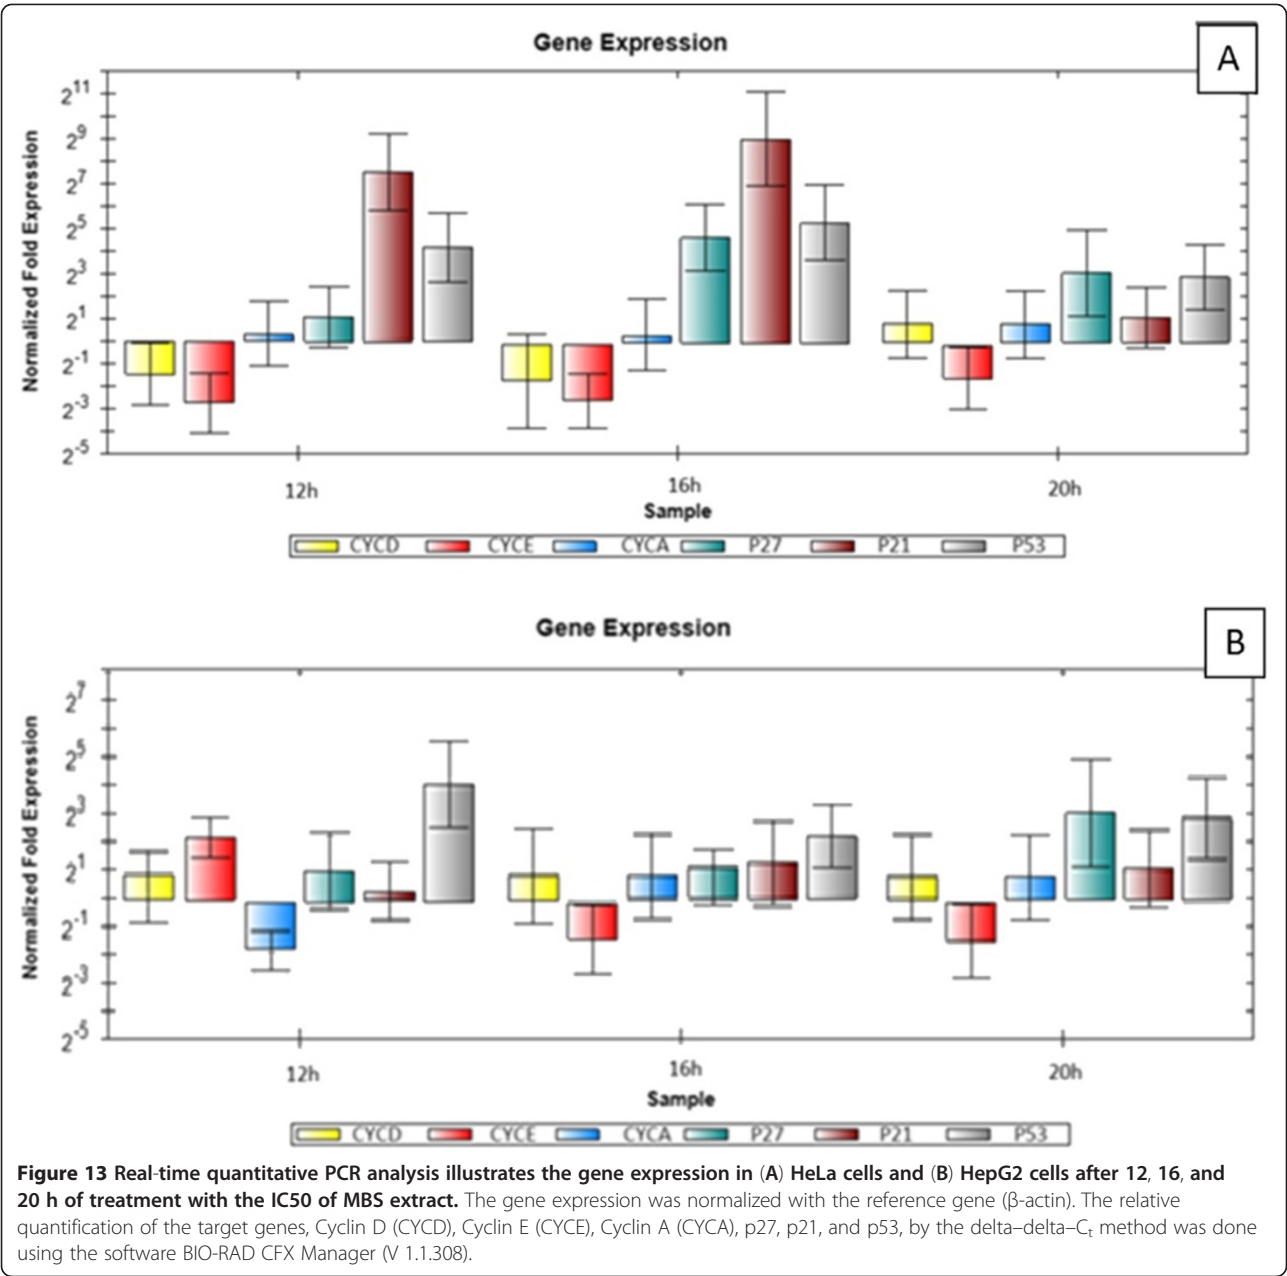 Gene Expression
A
Normalized Fold Expression
2^11
2^9
2^7
2^5
2^3
2^1
2^-1
2^-3
2^-5
12h 16h 20h
Sample
CYCD CYCE CYCA P27 P21 P53
Gene Expression
B
Normalized Fold Expression
2^7
2^5
2^3
2^1
2^-1
2^-3
2^-5
12h 16h 20h
Sample
CYCD CYCE CYCA P27 P21 P53
Figure 13 Real-time quantitative PCR analysis illustrates the gene expression in (A) HeLa cells and (B) HepG2 cells after 12, 16, and
20 h of treatment with the IC50 of MBS extract. The gene expression was normalized with the reference gene (β-actin). The relative
quantification of the target genes, Cyclin D (CYCD), Cyclin E (CYCE), Cyclin A (CYCA), p27, p21, and p53, by the delta–delta–Ct method was done
using the software BIO-RAD CFX Manager (V 1.1.308).